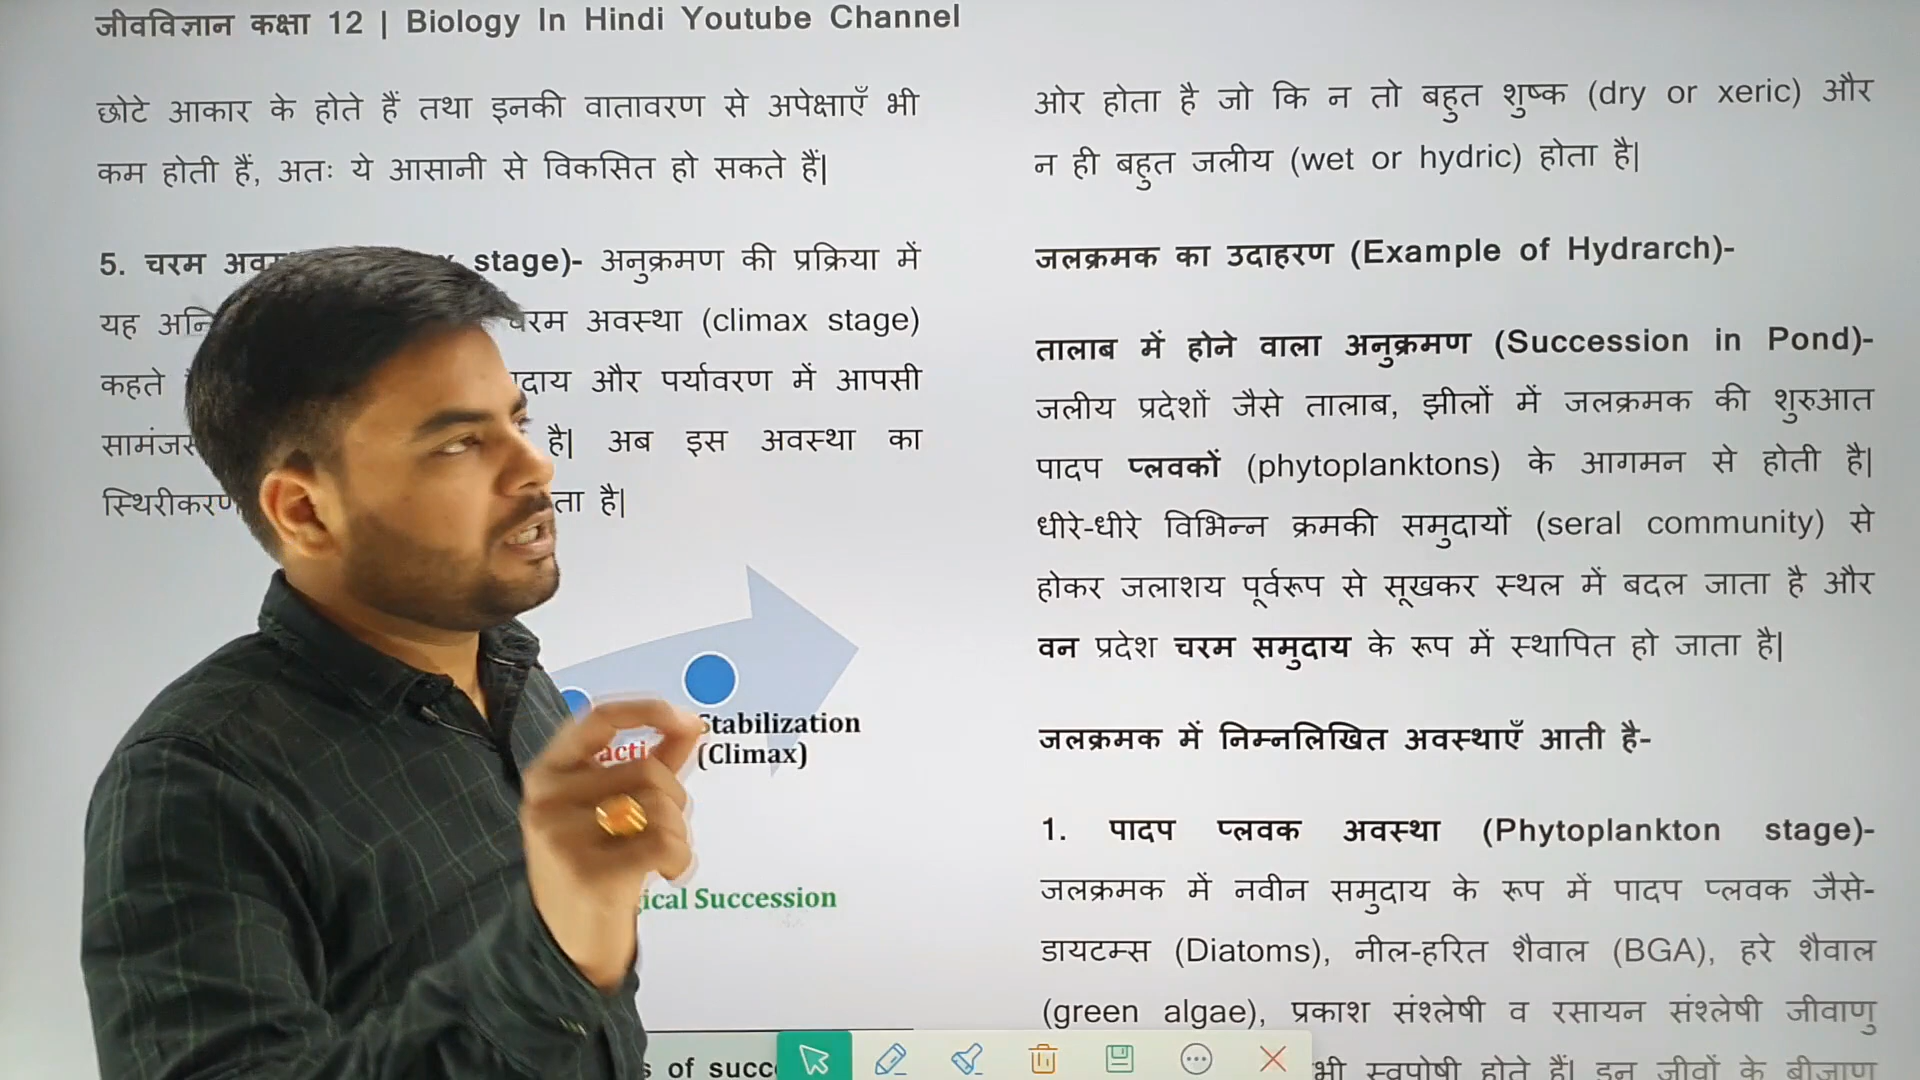 जीवविज्ञान कक्षा 12 | Biology In Hindi Youtube Channel
छोटे आकार के होते हैं तथा इनकी वातावरण से अपेक्षाएँ भी
कम होती हैं, अतः ये आसानी से विकसित हो सकते हैं|
5. चरम stage)- अनुक्रमण की प्रक्रिया में
यह चरम अवस्था (climax stage)
कहते और पर्यावरण में आपसी
है| अब इस अवस्था का
स्थिरीकरण है|
Stabilization
(Climax)
Succession
of
ओर होता है जो कि न तो बहुत शुष्क (dry or xeric) और
न ही बहुत जलीय (wet or hydric) होता है|
जलक्रमक का उदाहरण (Example of Hydrarch)-
तालाब में होने वाला अनुक्रमण (Succession in Pond)-
जलीय प्रदेशों जैसे तालाब, झीलों में जलक्रमक की शुरुआत
पादप प्लवकों (phytoplanktons) के आगमन से होती है|
धीरे-धीरे विभिन्न क्रमकी समुदायों (seral community) से
होकर जलाशय पूर्वरूप से सूखकर स्थल में बदल जाता है और
वन प्रदेश चरम समुदाय के रूप में स्थापित हो जाता है|
जलक्रमक में निम्नलिखित अवस्थाएँ आती है-
1. पादप प्लवक अवस्था (Phytoplankton stage)-
जलक्रमक में नवीन समुदाय के रूप में पादप प्लवक जैसे-
डायटम्स (Diatoms), नील-हरित शैवाल (BGA), हरे शैवाल
(green algae), प्रकाश संश्लेषी व रसायन संश्लेषी जीवाणु
भी स्वपोषी होते हैं| इन जीवों के बीजाणु